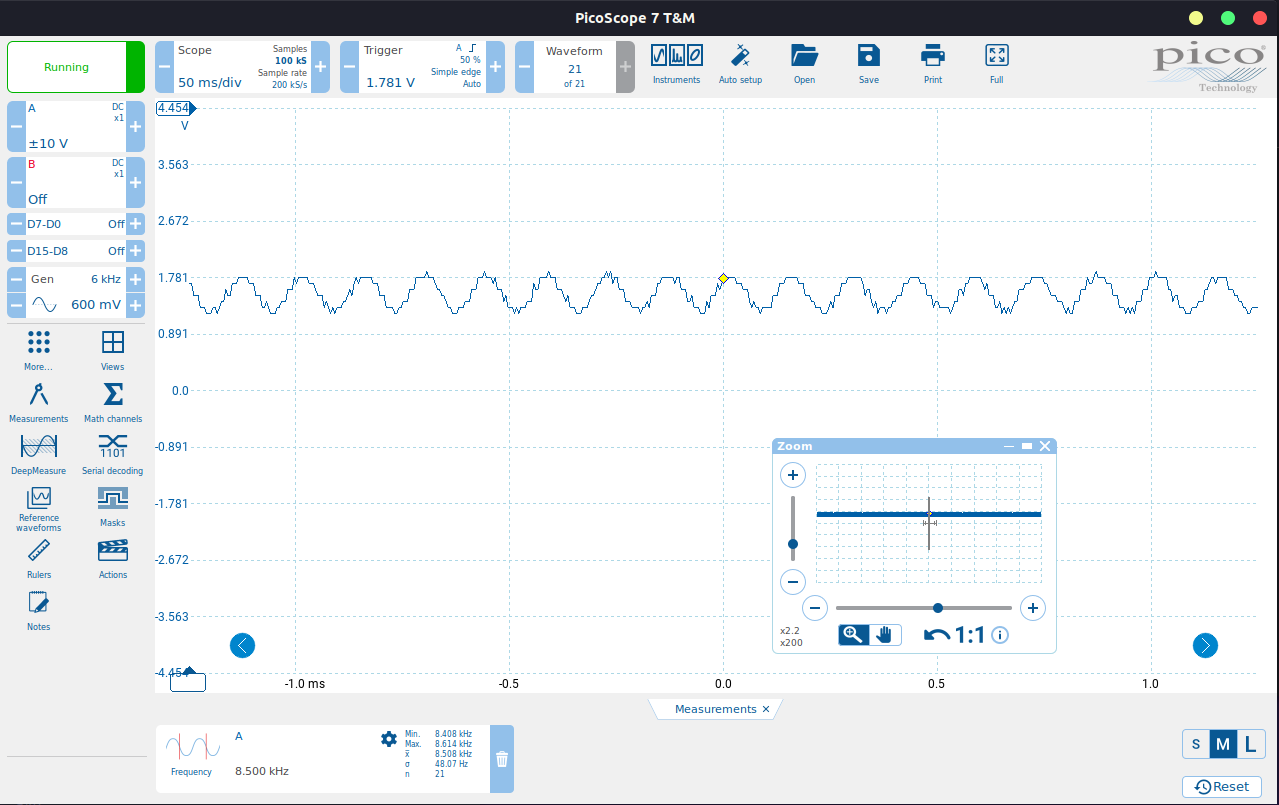 PicoScope 7 T&M
Running
Scope
Samples
100 kS
Sample rate
50 ms/div
200 kS/s
Trigger
A
50 %
Simple edge
1.781 V
Auto
Waveform
21
of 21
Instruments
Auto setup
Open
Save
Print
Full
pico
Technology
A
DC
x1
±10 V
B
DC
x1
Off
D7-D0 Off
D15-D8 Off
Gen 6 kHz
600 mV
More...
Views
Measurements
Math channels
DeepMeasure
1101
Serial decoding
Reference
waveforms
Masks
Rulers
Actions
Notes
4.454
V
3.563
2.672
1.781
0.891
0.0
-0.891
-1.781
-2.672
-3.563
-4.454
-1.0 ms
-0.5
0.0
0.5
1.0
Zoom
x2.2
x200
1:1
i
Measurements ×
Frequency
A
8.500 kHz
Min. 8.408 kHz
Max. 8.614 kHz
x̅ 8.508 kHz
σ 48.07 Hz
n 21
S M L
Reset